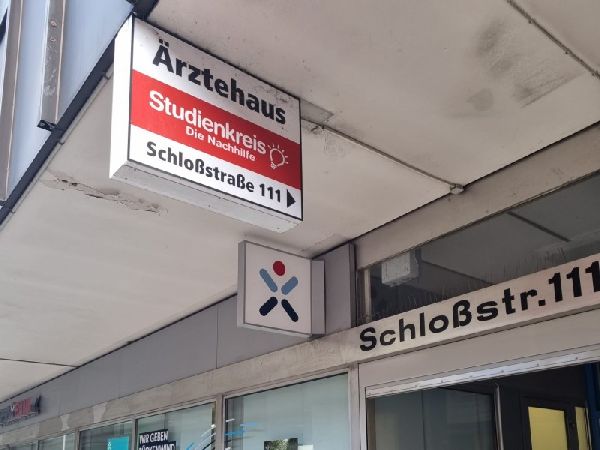 Ärztehaus
Studienkreis
Die Nachhilfe
Schloßstraße 111
Schloßstr.111
WIR GEBEN